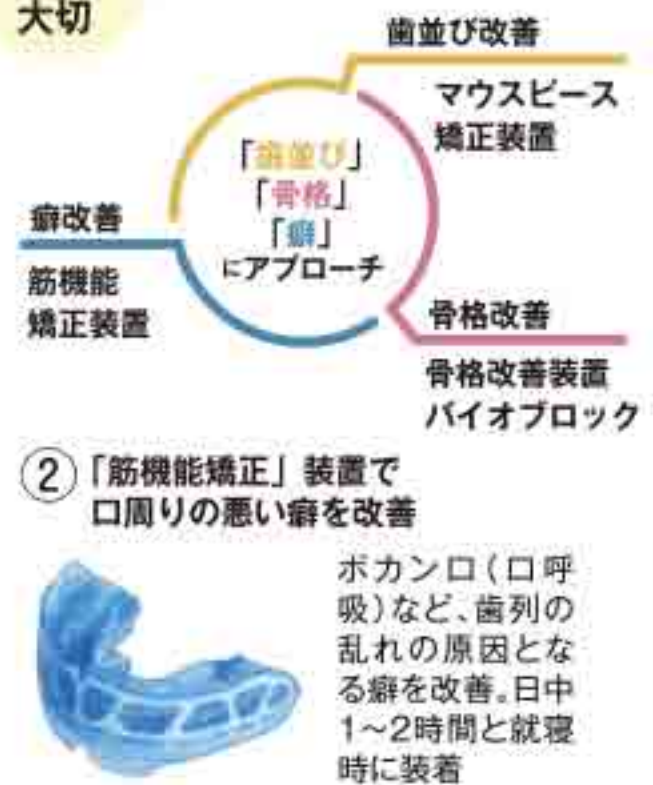 大切
歯並び改善
マウスピース
矯正装置
「歯並び」
「骨格」
「癖」
にアプローチ
癖改善
筋機能
矯正装置
骨格改善
骨格改善装置
バイオブロック
② 「筋機能矯正」装置で
口周りの悪い癖を改善
ポカン口(口呼
吸)など、歯列の
乱れの原因とな
る癖を改善。日中
1~2時間と就寝
時に装着